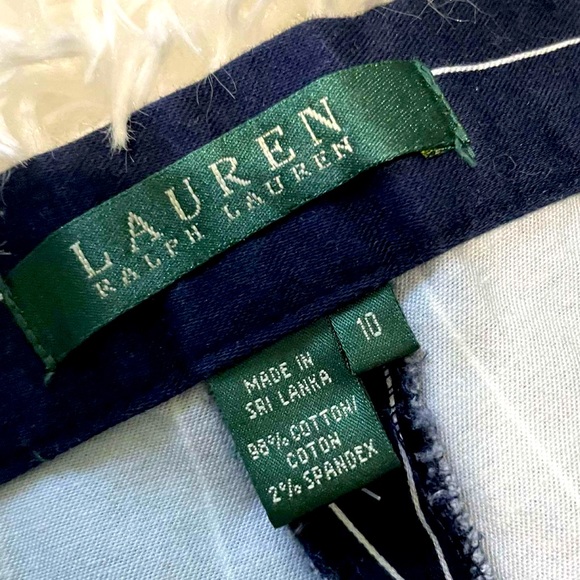 LAUREN
RALPH LAUREN
10
MADE IN
SRI LANKA
98% COTTON/
COTON
2% SPANDEX